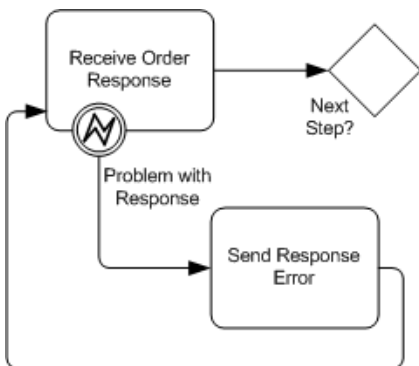 Receive Order
Response
Next
Step?
Problem with
Response
Send Response
Error